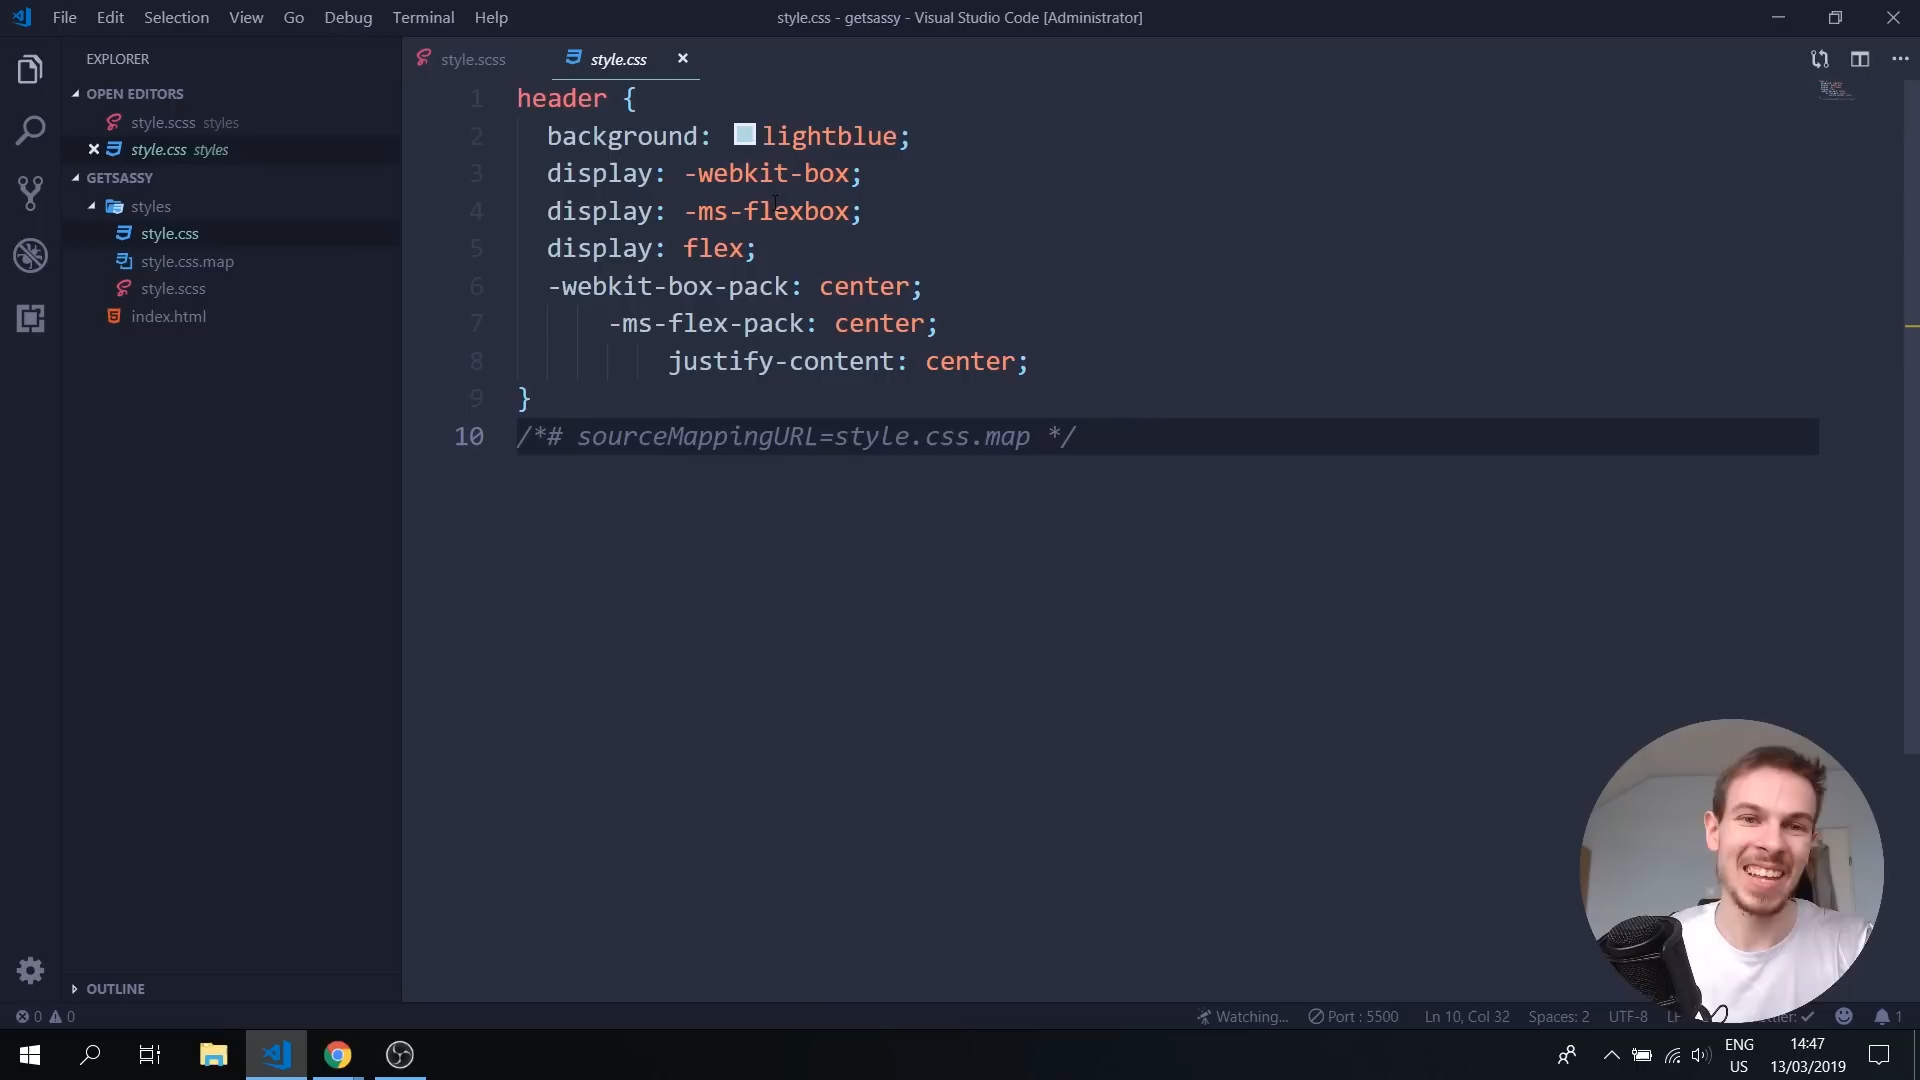 File Edit Selection View Go Debug Terminal Help
style.css - getsassy - Visual Studio Code [Administrator]
EXPLORER
OPEN EDITORS
style.scss styles
style.css styles
GETSASSY
styles
style.css
style.css.map
style.scss
index.html
OUTLINE
style.scss
style.css
1 header {
2 background: lightblue;
3 display: -webkit-box;
4 display: -ms-flexbox;
5 display: flex;
6 -webkit-box-pack: center;
7 -ms-flex-pack: center;
8 justify-content: center;
9 }
10 /*# sourceMappingURL=style.css.map */
0 0
Watching... Port : 5500 Ln 10, Col 32 Spaces: 2 UTF-8 1
ENG
US
14:47
13/03/2019